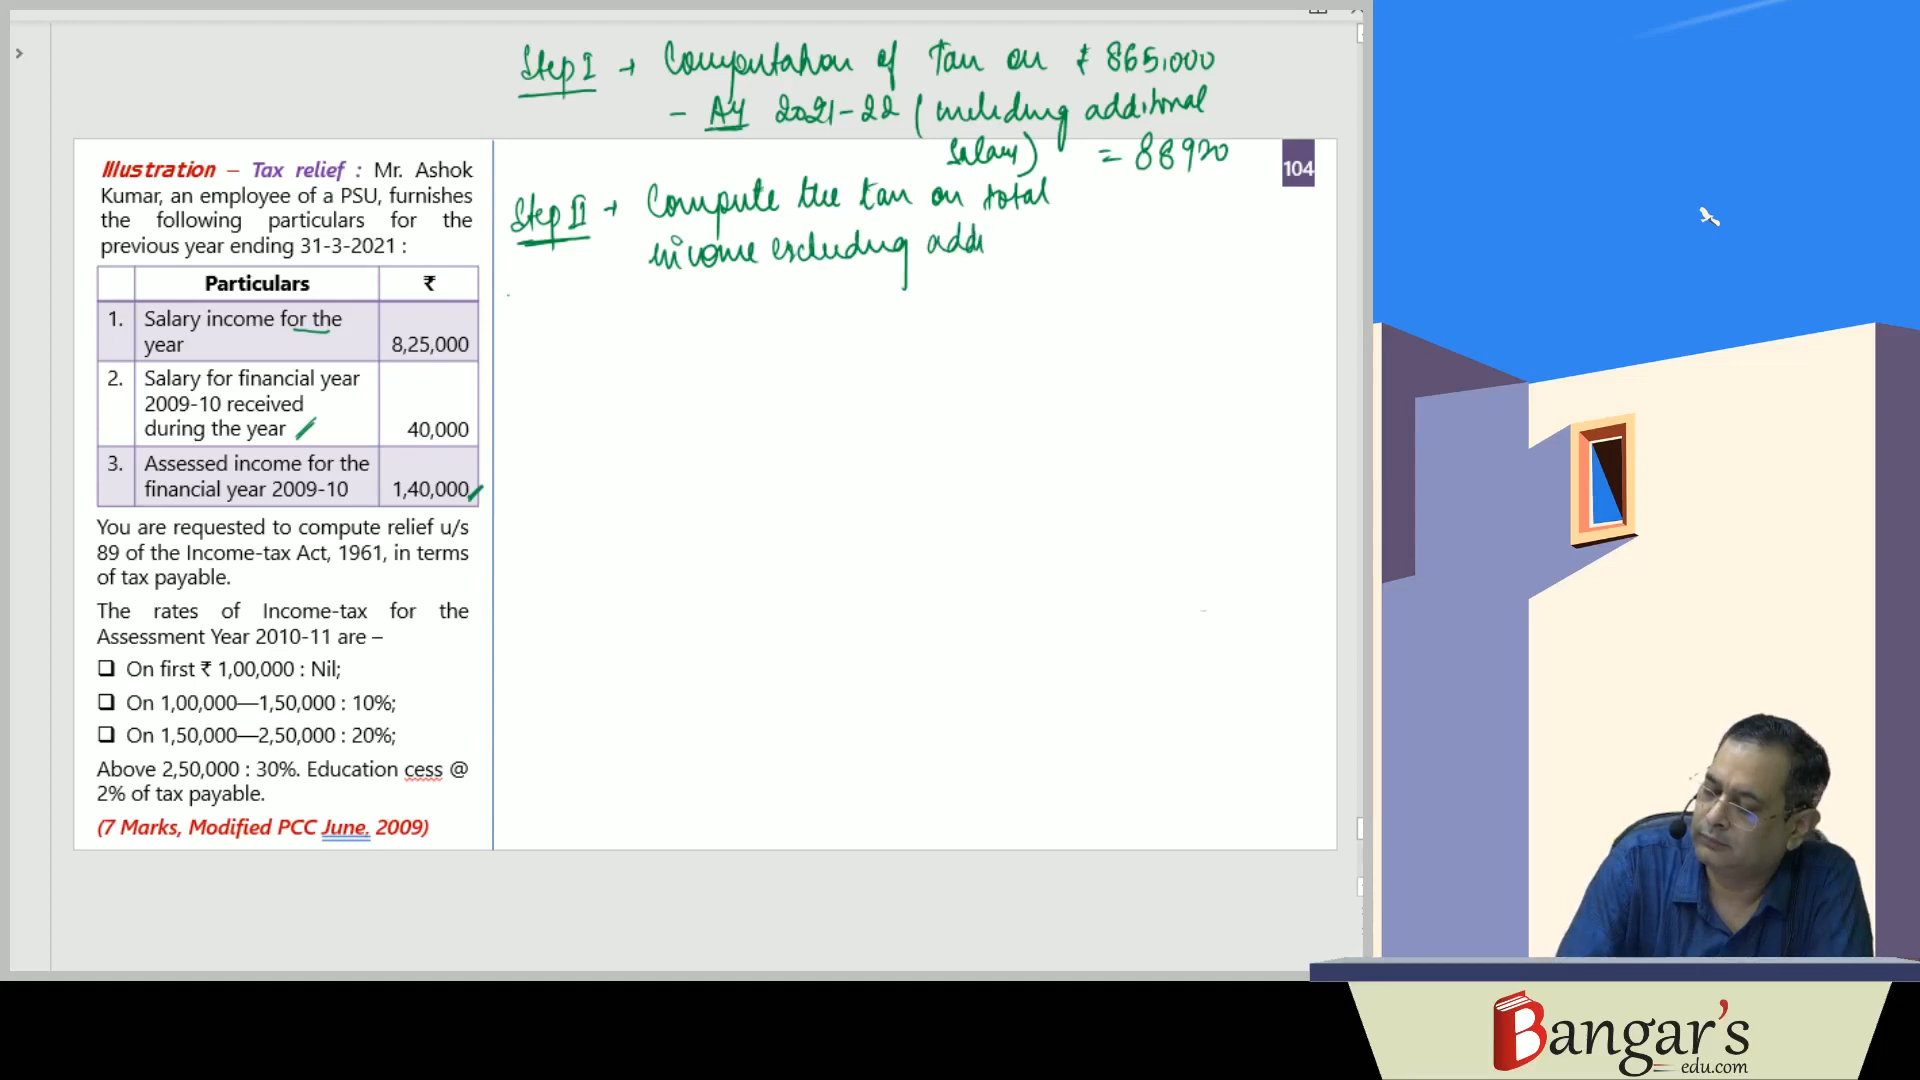 Step I → Computation of Tax on ₹ 865,000
- AY 2021-22 (including additional
salary) = 88920
104
Step II → Compute the tax on total
income excluding addi
Illustration – Tax relief : Mr. Ashok
Kumar, an employee of a PSU, furnishes
the following particulars for the
previous year ending 31-3-2021 :
Particulars ₹
1. Salary income for the
year 8,25,000
2. Salary for financial year
2009-10 received
during the year 40,000
3. Assessed income for the
financial year 2009-10 1,40,000
You are requested to compute relief u/s
89 of the Income-tax Act, 1961, in terms
of tax payable.
The rates of Income-tax for the
Assessment Year 2010-11 are –
❑ On first ₹ 1,00,000 : Nil;
❑ On 1,00,000—1,50,000 : 10%;
❑ On 1,50,000—2,50,000 : 20%;
Above 2,50,000 : 30%. Education cess @
2% of tax payable.
(7 Marks, Modified PCC June. 2009)
Bangar's
edu.com